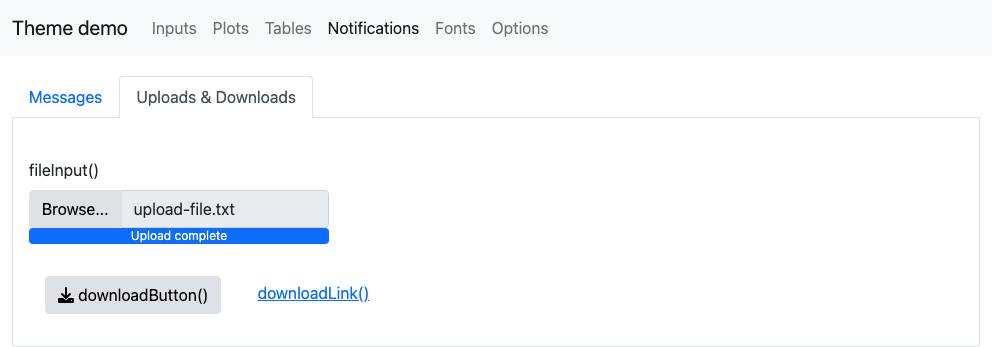 Theme demo Inputs Plots Tables Notifications Fonts Options
Messages Uploads & Downloads
fileInput()
Browse... upload-file.txt
Upload complete
downloadButton() downloadLink()